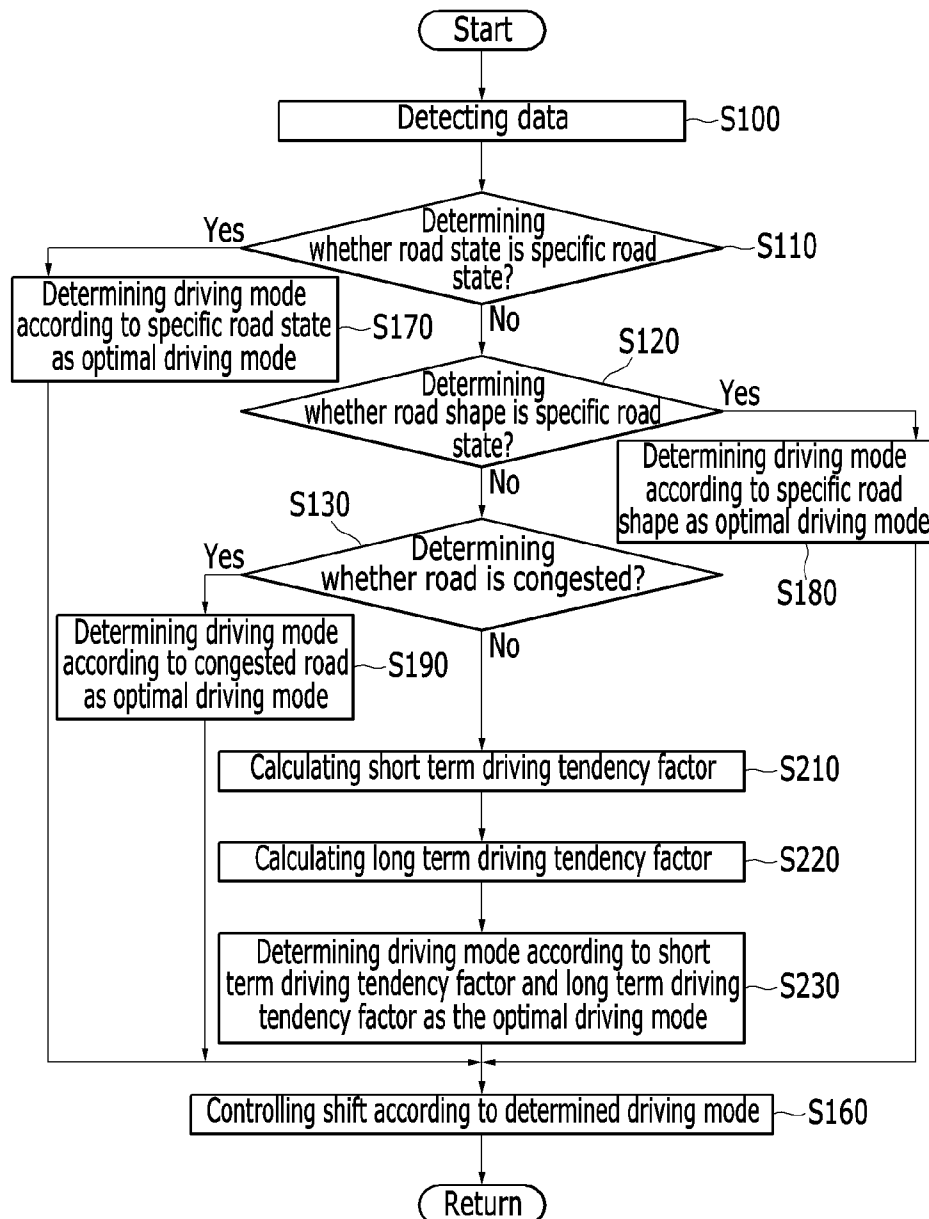 Start
Detecting data
S100
Determining
whether road state is specific road
state?
S110
Yes
No
Determining driving mode
according to specific road state
as optimal driving mode
S170
S120
Determining
whether road shape is specific road
state?
Yes
No
Determining driving mode
according to specific road
shape as optimal driving mode
S180
S130
Determining
whether road is congested?
Yes
No
Determining driving mode
according to congested road
as optimal driving mode
S190
Calculating short term driving tendency factor
S210
Calculating long term driving tendency factor
S220
Determining driving mode according to short
term driving tendency factor and long term driving
tendency factor as the optimal driving mode
S230
Controlling shift according to determined driving mode
S160
Return